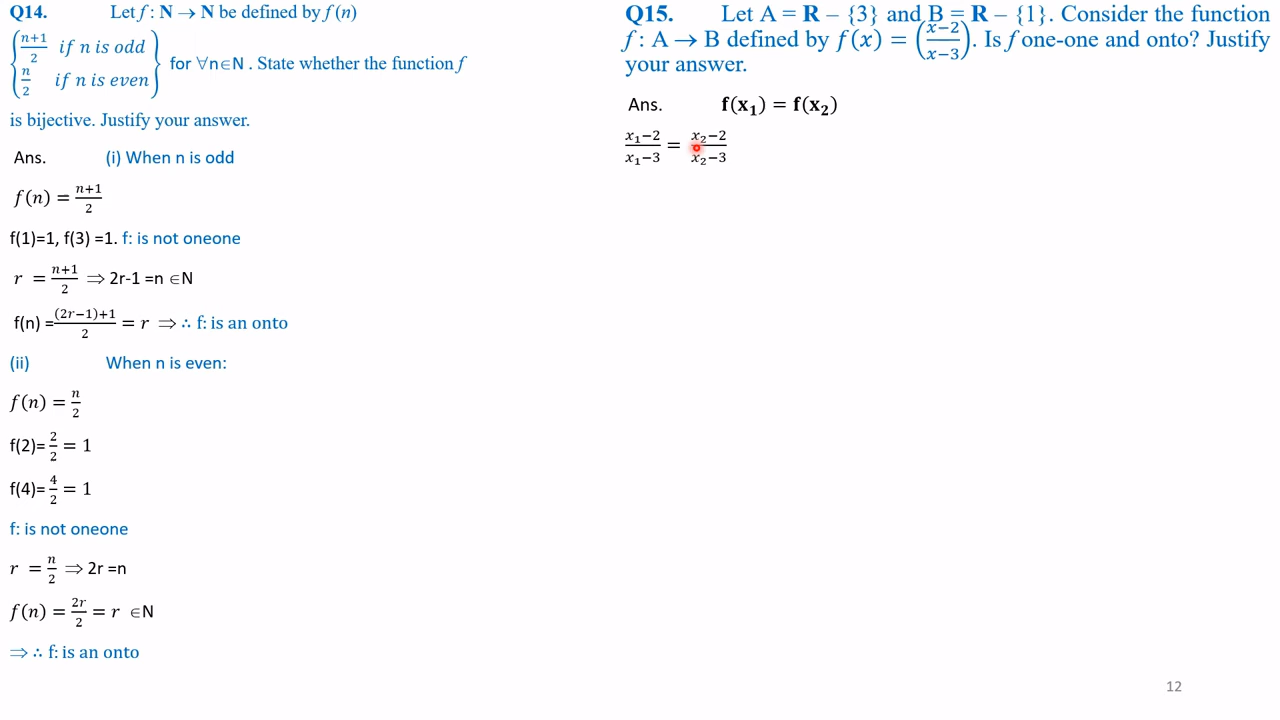 Q14. Let f : N → N be defined by f (n)
{ n+1/2 if n is odd
n/2 if n is even } for ∀n∈N . State whether the function f
is bijective. Justify your answer.
Ans. (i) When n is odd
f(n) = n+1/2
f(1)=1, f(3) =1. f: is not oneone
r = n+1/2 ⇒ 2r-1 =n ∈N
f(n) =(2r−1)+1/2 = r ⇒ ∴ f: is an onto
(ii) When n is even:
f(n) = n/2
f(2)= 2/2 = 1
f(4)= 4/2 = 1
f: is not oneone
r = n/2 ⇒ 2r =n
f(n) = 2r/2 = r ∈N
⇒ ∴ f: is an onto
Q15. Let A = R – {3} and B = R – {1}. Consider the function
f : A → B defined by f(x) = (x−2/x−3). Is f one-one and onto? Justify
your answer.
Ans. f(x₁) = f(x₂)
x₁−2/x₁−3 = x₂−2/x₂−3
12